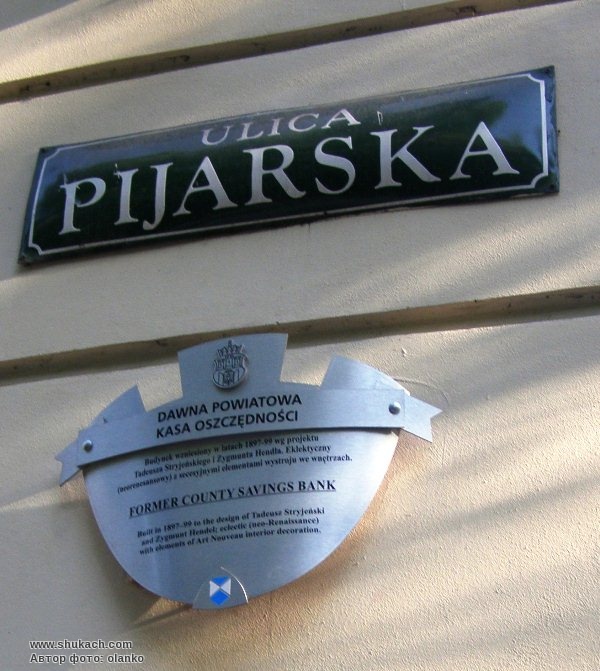 ULICA
PIJARSKA
DAWNA POWIATOWA
KASA OSZCZĘDNOŚCI
Budynek wzniesiony w latach 1897-99 wg projektu
Tadeusza Stryjeńskiego i Zygmunta Hendla. Eklektyczny
(neorenesansowy) z secesyjnymi elementami wystroju we wnętrzach.
FORMER COUNTY SAVINGS BANK
Built in 1897-99 to the design of Tadeusz Stryjeński
and Zygmunt Hendel; eclectic (neo-Renaissance)
with elements of Art Nouveau interior decoration.
www.shukach.com
Автор фото: olanko